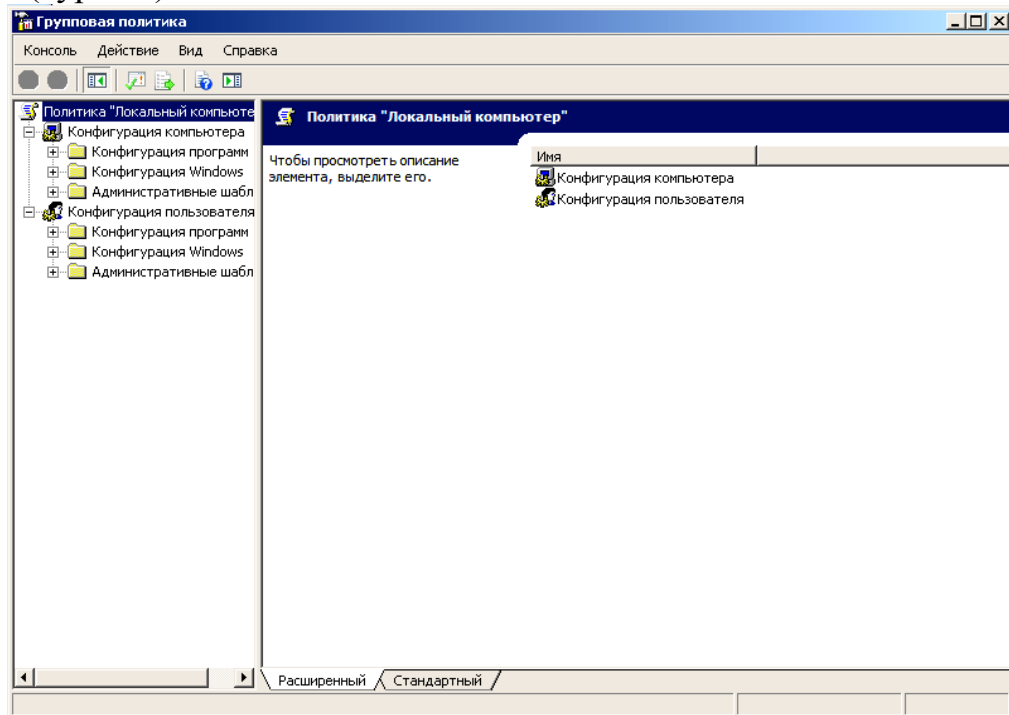 Групповая политика
Консоль Действие Вид Справка
Политика "Локальный компьюте
Конфигурация компьютера
Конфигурация программ
Конфигурация Windows
Административные шабл
Конфигурация пользователя
Конфигурация программ
Конфигурация Windows
Административные шабл
Политика "Локальный компьютер"
Чтобы просмотреть описание
элемента, выделите его.
Имя
Конфигурация компьютера
Конфигурация пользователя
Расширенный Стандартный